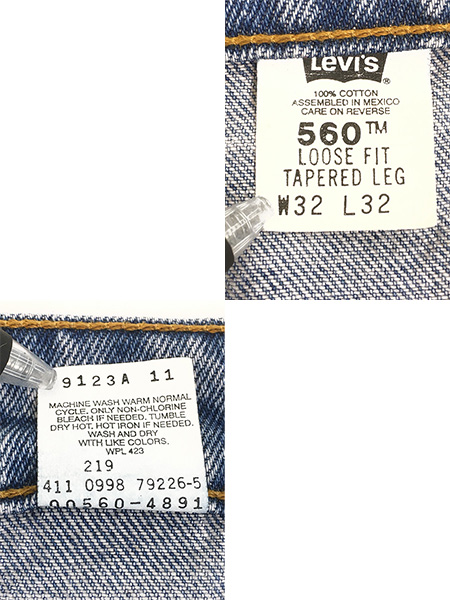 Levi's
®
100% COTTON
ASSEMBLED IN MEXICO
CARE ON REVERSE
560™
LOOSE FIT
TAPERED LEG
W32 L32
9123A 11
MACHINE WASH WARM NORMAL
CYCLE. ONLY NON-CHLORINE
BLEACH IF NEEDED. TUMBLE
DRY HOT, HOT IRON IF NEEDED.
WASH AND DRY
WITH LIKE COLORS.
WPL 423
219
411 0998 79226-5
00560-4891